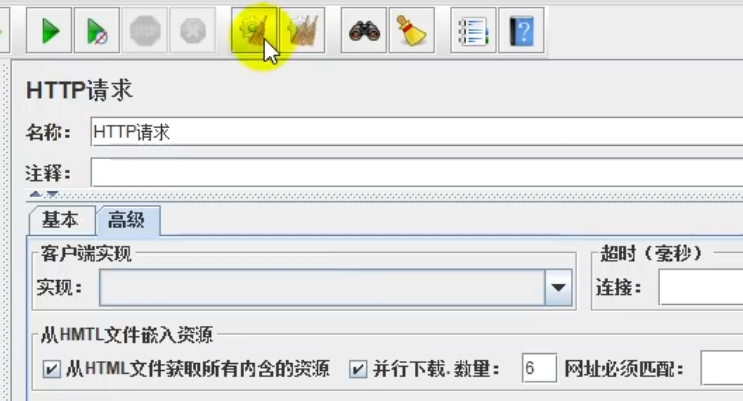 STOP
HTTP请求
名称： HTTP请求
注释：
基本 高级
客户端实现 超时（毫秒）
实现： 连接：
从HMTL文件嵌入资源
从HTML文件获取所有内含的资源 并行下载.数量： 6 网址必须匹配：